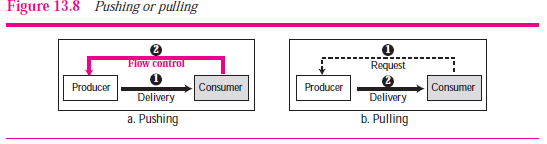 Figure 13.8 Pushing or pulling
2
Flow control
1
Producer
Consumer
Delivery
a. Pushing
1
Request
2
Producer
Consumer
Delivery
b. Pulling